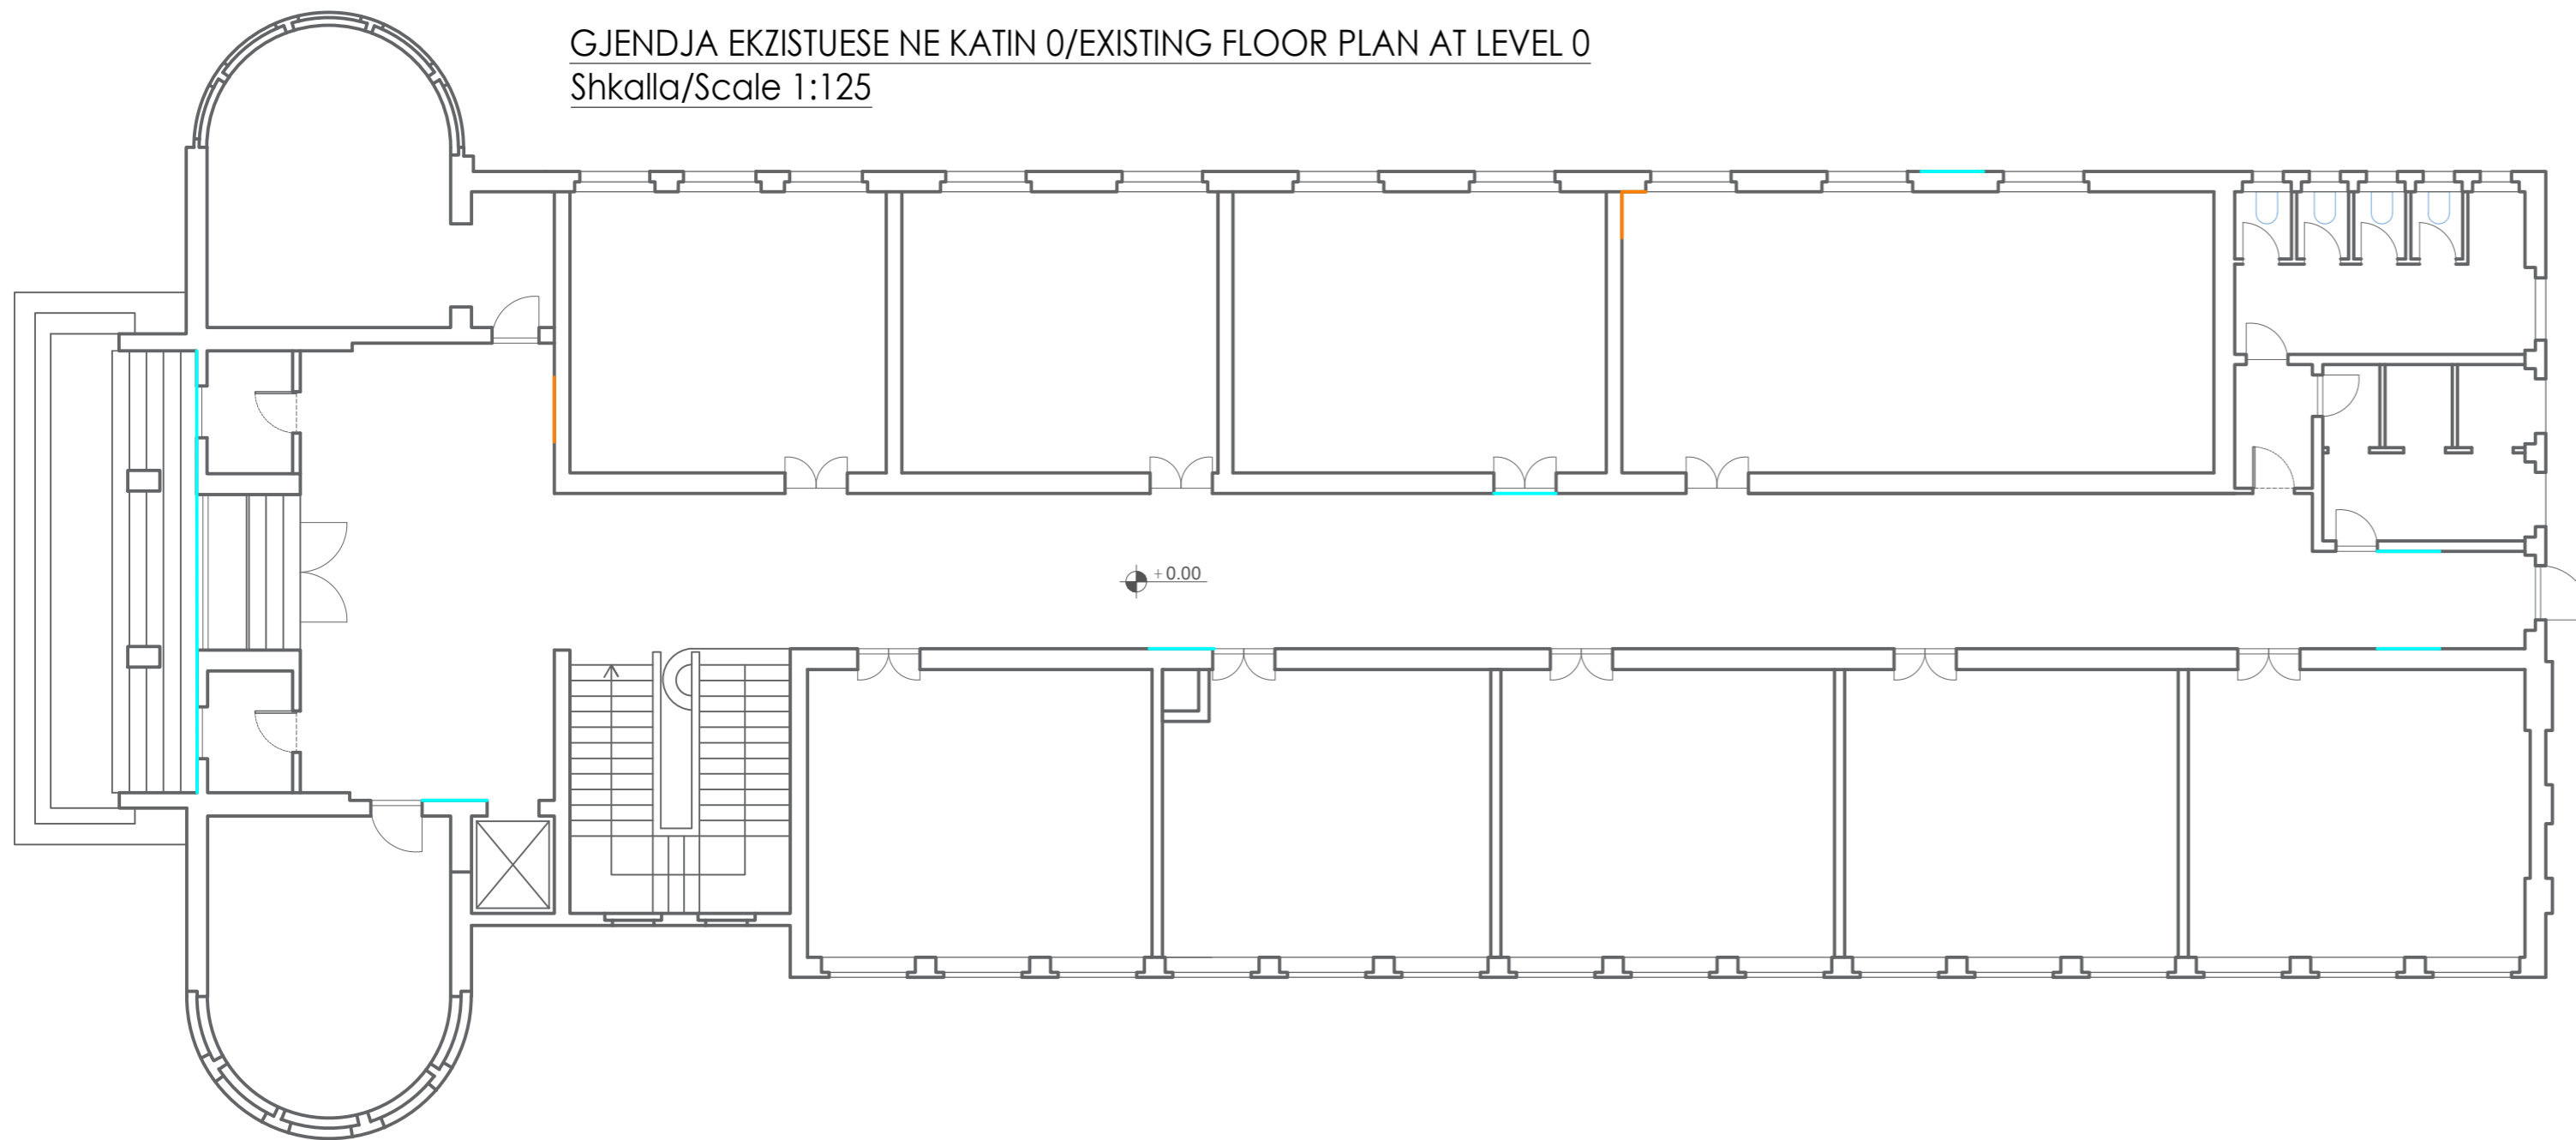 GJENDJA EKZISTUESE NE KATIN 0/EXISTING FLOOR PLAN AT LEVEL 0
Shkalla/Scale 1:125
+0.00